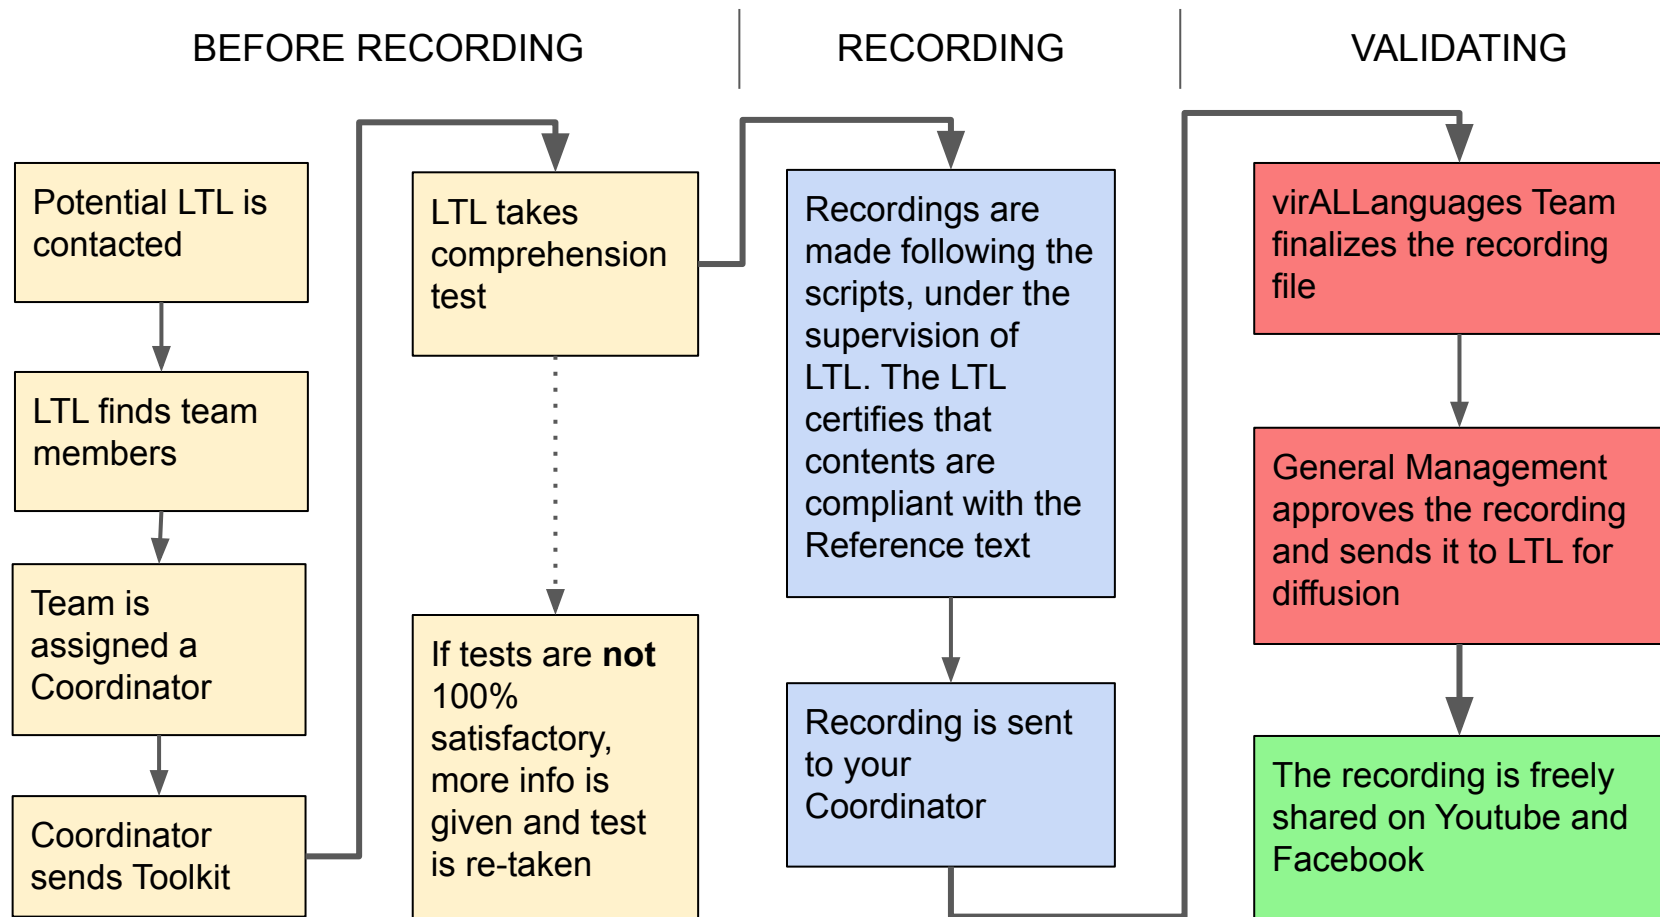 BEFORE RECORDING
RECORDING
VALIDATING
Potential LTL is
contacted
LTL finds team
members
Team is
assigned a
Coordinator
Coordinator
sends Toolkit
LTL takes
comprehension
test
If tests are not
100%
satisfactory,
more info is
given and test
is re-taken
Recordings are
made following the
scripts, under the
supervision of
LTL. The LTL
certifies that
contents are
compliant with the
Reference text
Recording is sent
to your
Coordinator
virALLanguages Team
finalizes the recording
file
General Management
approves the recording
and sends it to LTL for
diffusion
The recording is freely
shared on Youtube and
Facebook